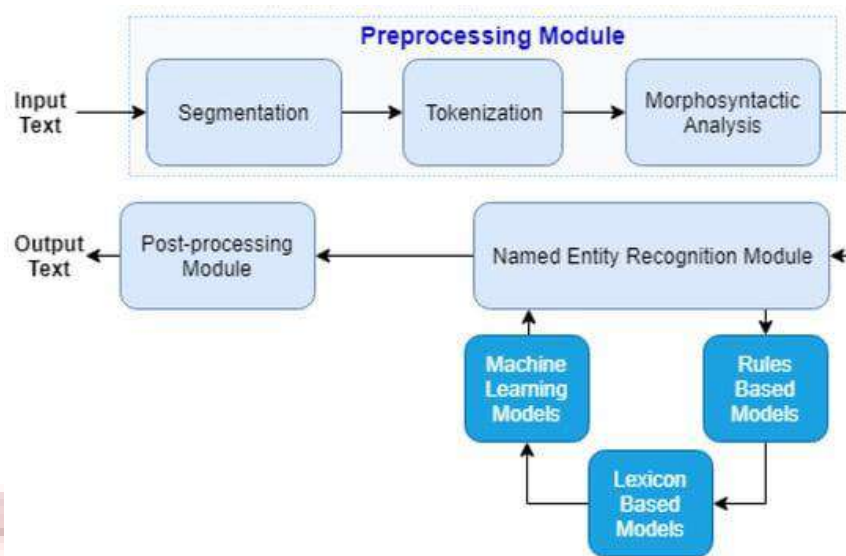 Preprocessing Module
Input
Text
Segmentation
Tokenization
Morphosyntactic
Analysis
Output
Text
Post-processing
Module
Named Entity Recognition Module
Machine
Learning
Models
Rules
Based
Models
Lexicon
Based
Models